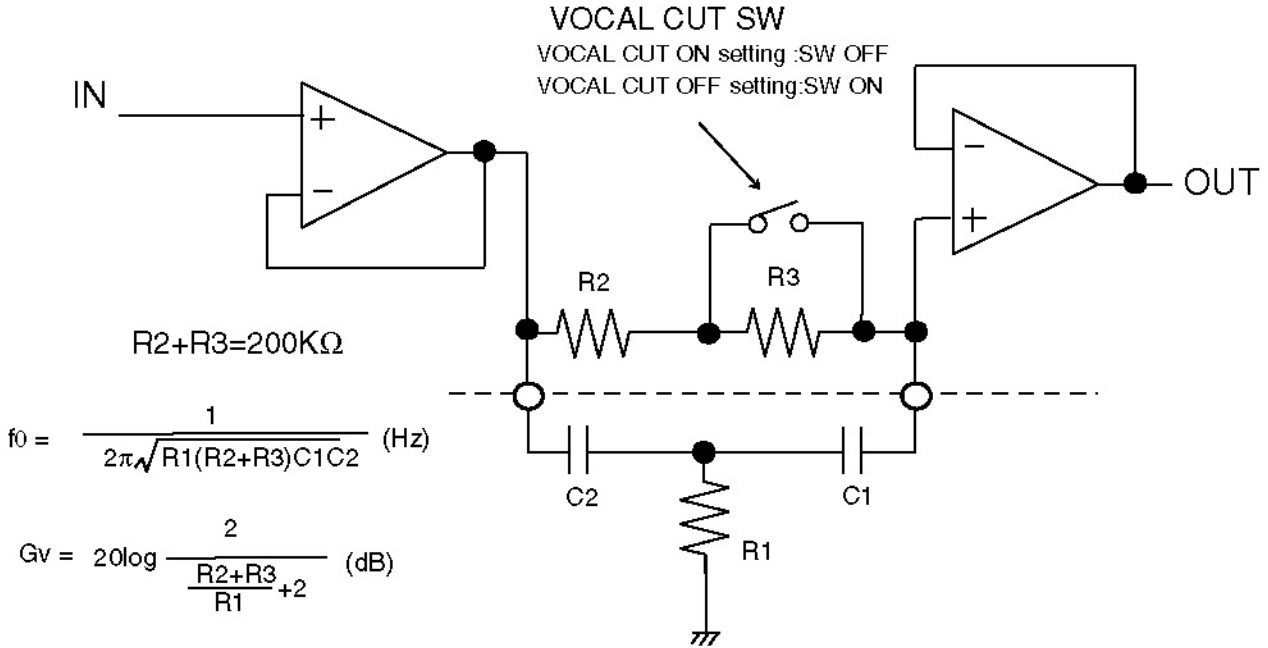 VOCAL CUT SW
VOCAL CUT ON setting :SW OFF
VOCAL CUT OFF setting:SW ON
IN
+
−
−
+
OUT
R2
R3
R2+R3=200KΩ
f0 = 1 / 2π√R1(R2+R3)C1C2 (Hz)
C2
C1
R1
Gv = 20log 2 / R2+R3 / R1 +2 (dB)